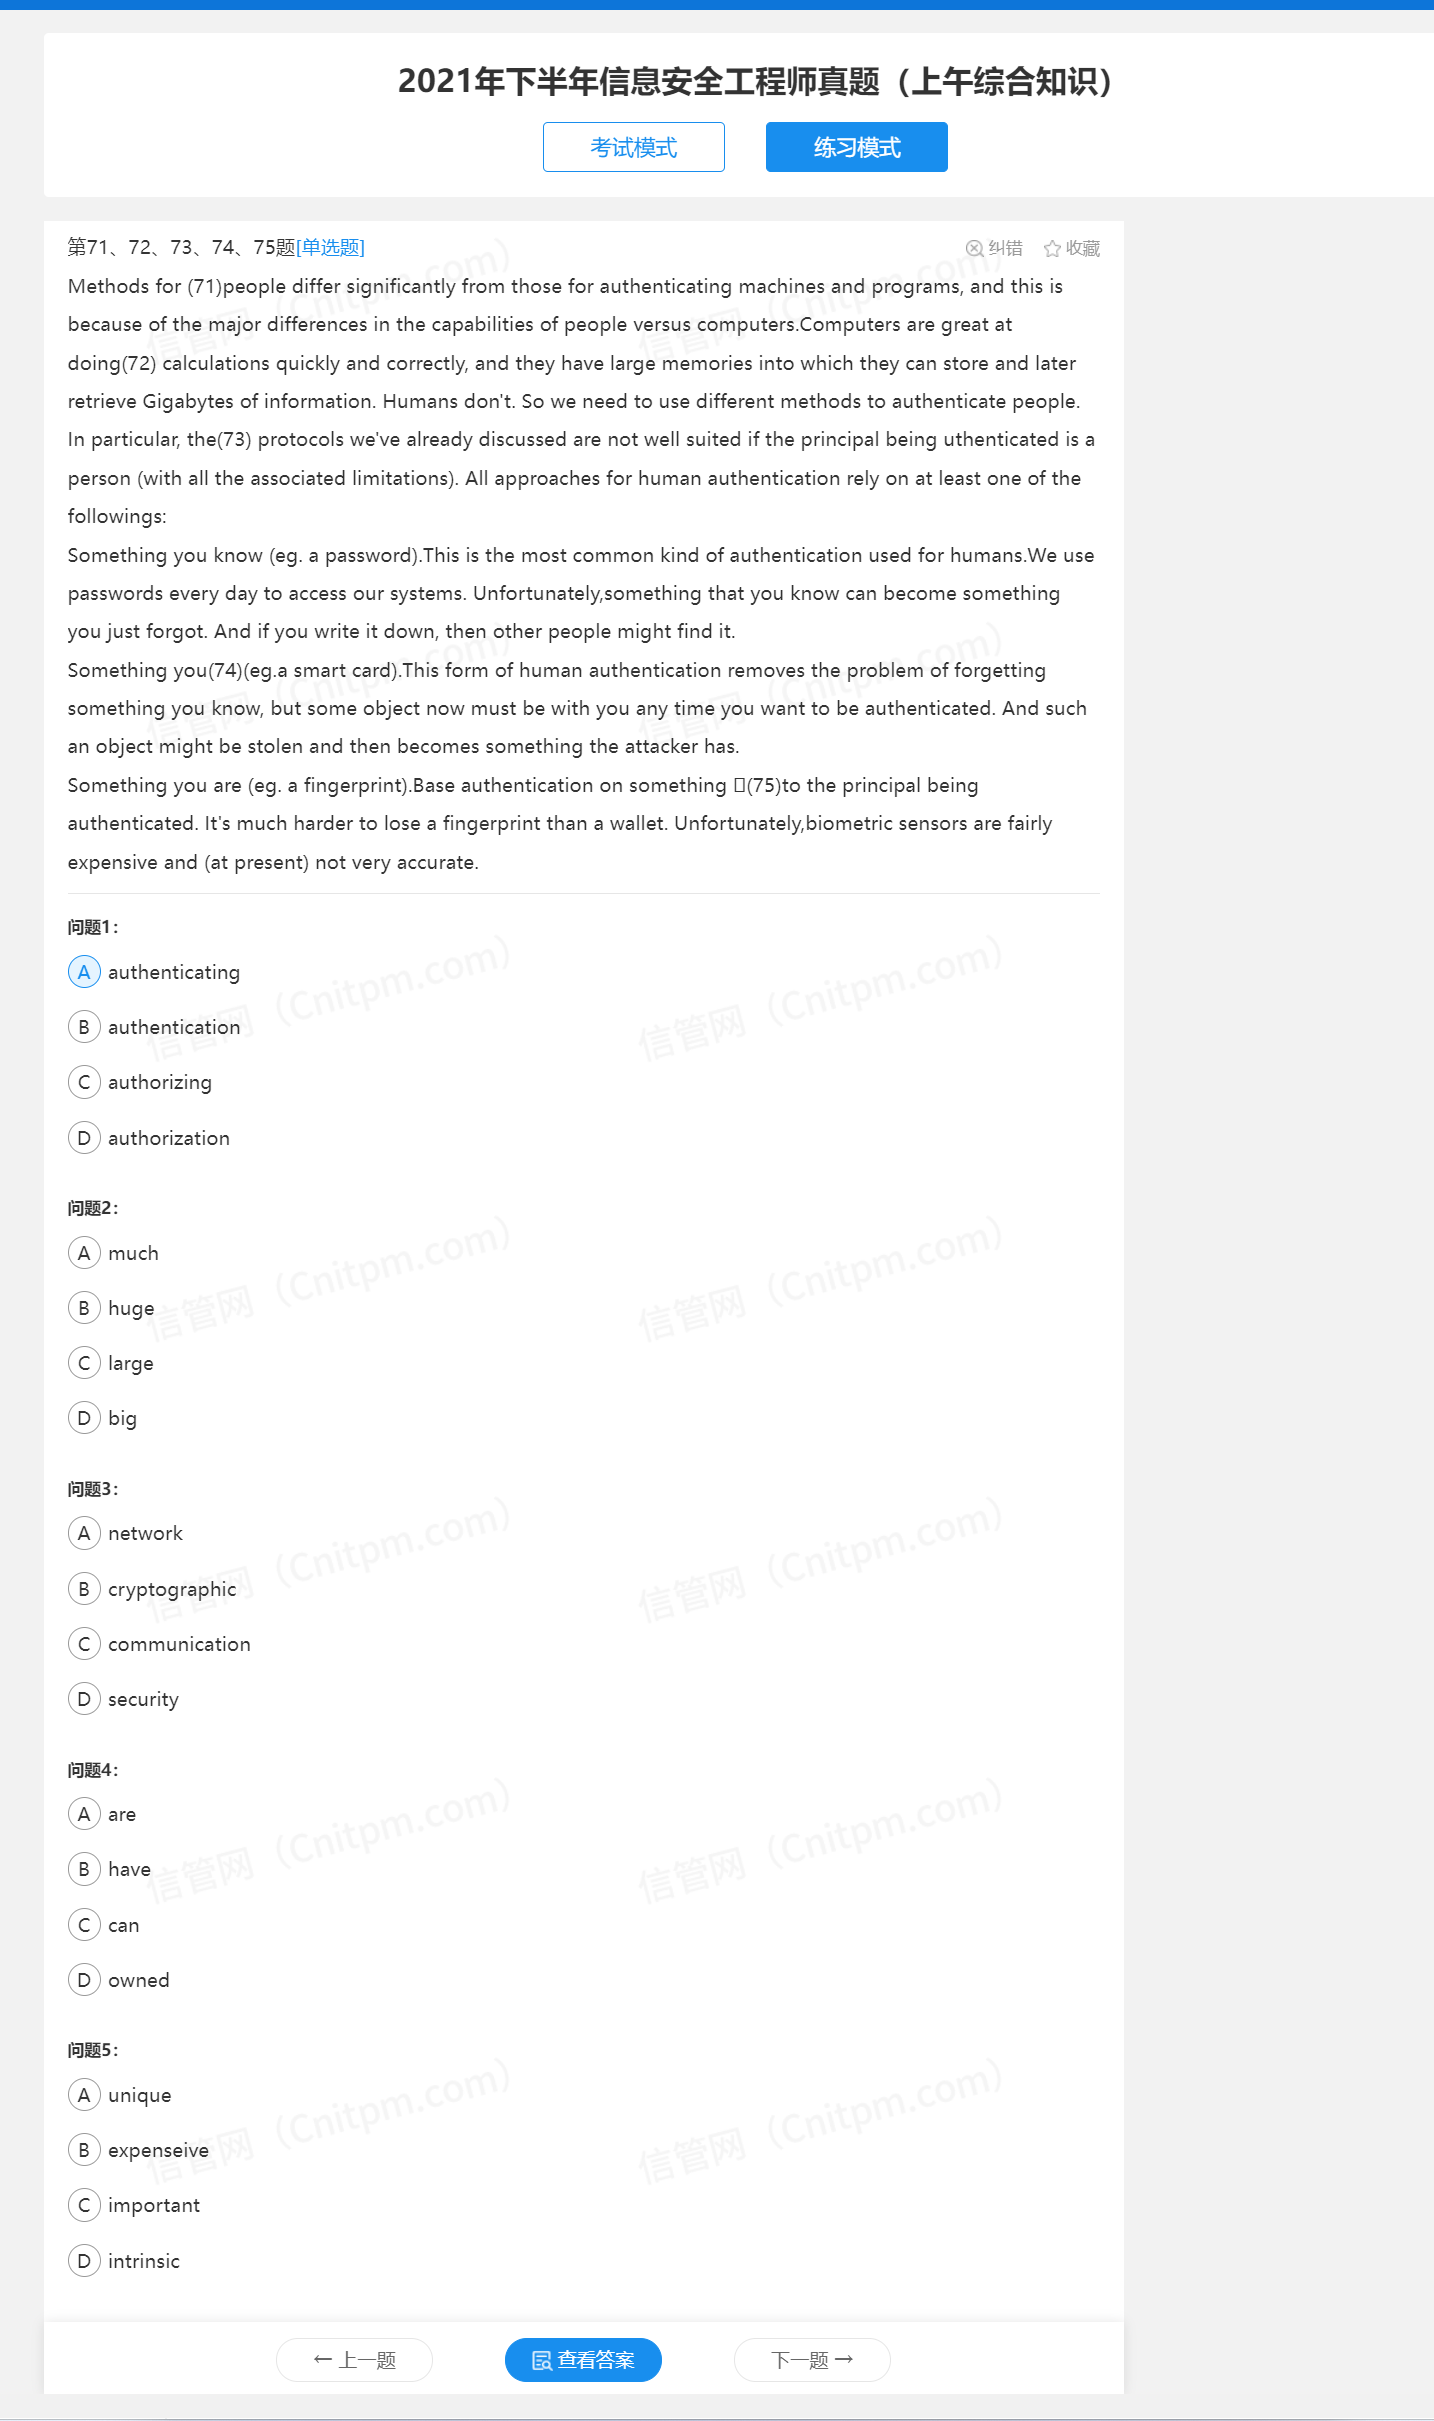 2021年下半年信息安全工程师真题（上午综合知识）
考试模式 练习模式
第71、72、73、74、75题[单选题] 纠错 收藏
Methods for (71)people differ significantly from those for authenticating machines and programs, and this is
because of the major differences in the capabilities of people versus computers.Computers are great at
doing(72) calculations quickly and correctly, and they have large memories into which they can store and later
retrieve Gigabytes of information. Humans don't. So we need to use different methods to authenticate people.
In particular, the(73) protocols we've already discussed are not well suited if the principal being uthenticated is a
person (with all the associated limitations). All approaches for human authentication rely on at least one of the
followings:
Something you know (eg. a password).This is the most common kind of authentication used for humans.We use
passwords every day to access our systems. Unfortunately,something that you know can become something
you just forgot. And if you write it down, then other people might find it.
Something you(74)(eg.a smart card).This form of human authentication removes the problem of forgetting
something you know, but some object now must be with you any time you want to be authenticated. And such
an object might be stolen and then becomes something the attacker has.
Something you are (eg. a fingerprint).Base authentication on something (75)to the principal being
authenticated. It's much harder to lose a fingerprint than a wallet. Unfortunately,biometric sensors are fairly
expensive and (at present) not very accurate.
问题1：
A authenticating
B authentication
C authorizing
D authorization
问题2：
A much
B huge
C large
D big
问题3：
A network
B cryptographic
C communication
D security
问题4：
A are
B have
C can
D owned
问题5：
A unique
B expenseive
C important
D intrinsic
← 上一题 查看答案 下一题 →
信管网（Cnitpm.com）